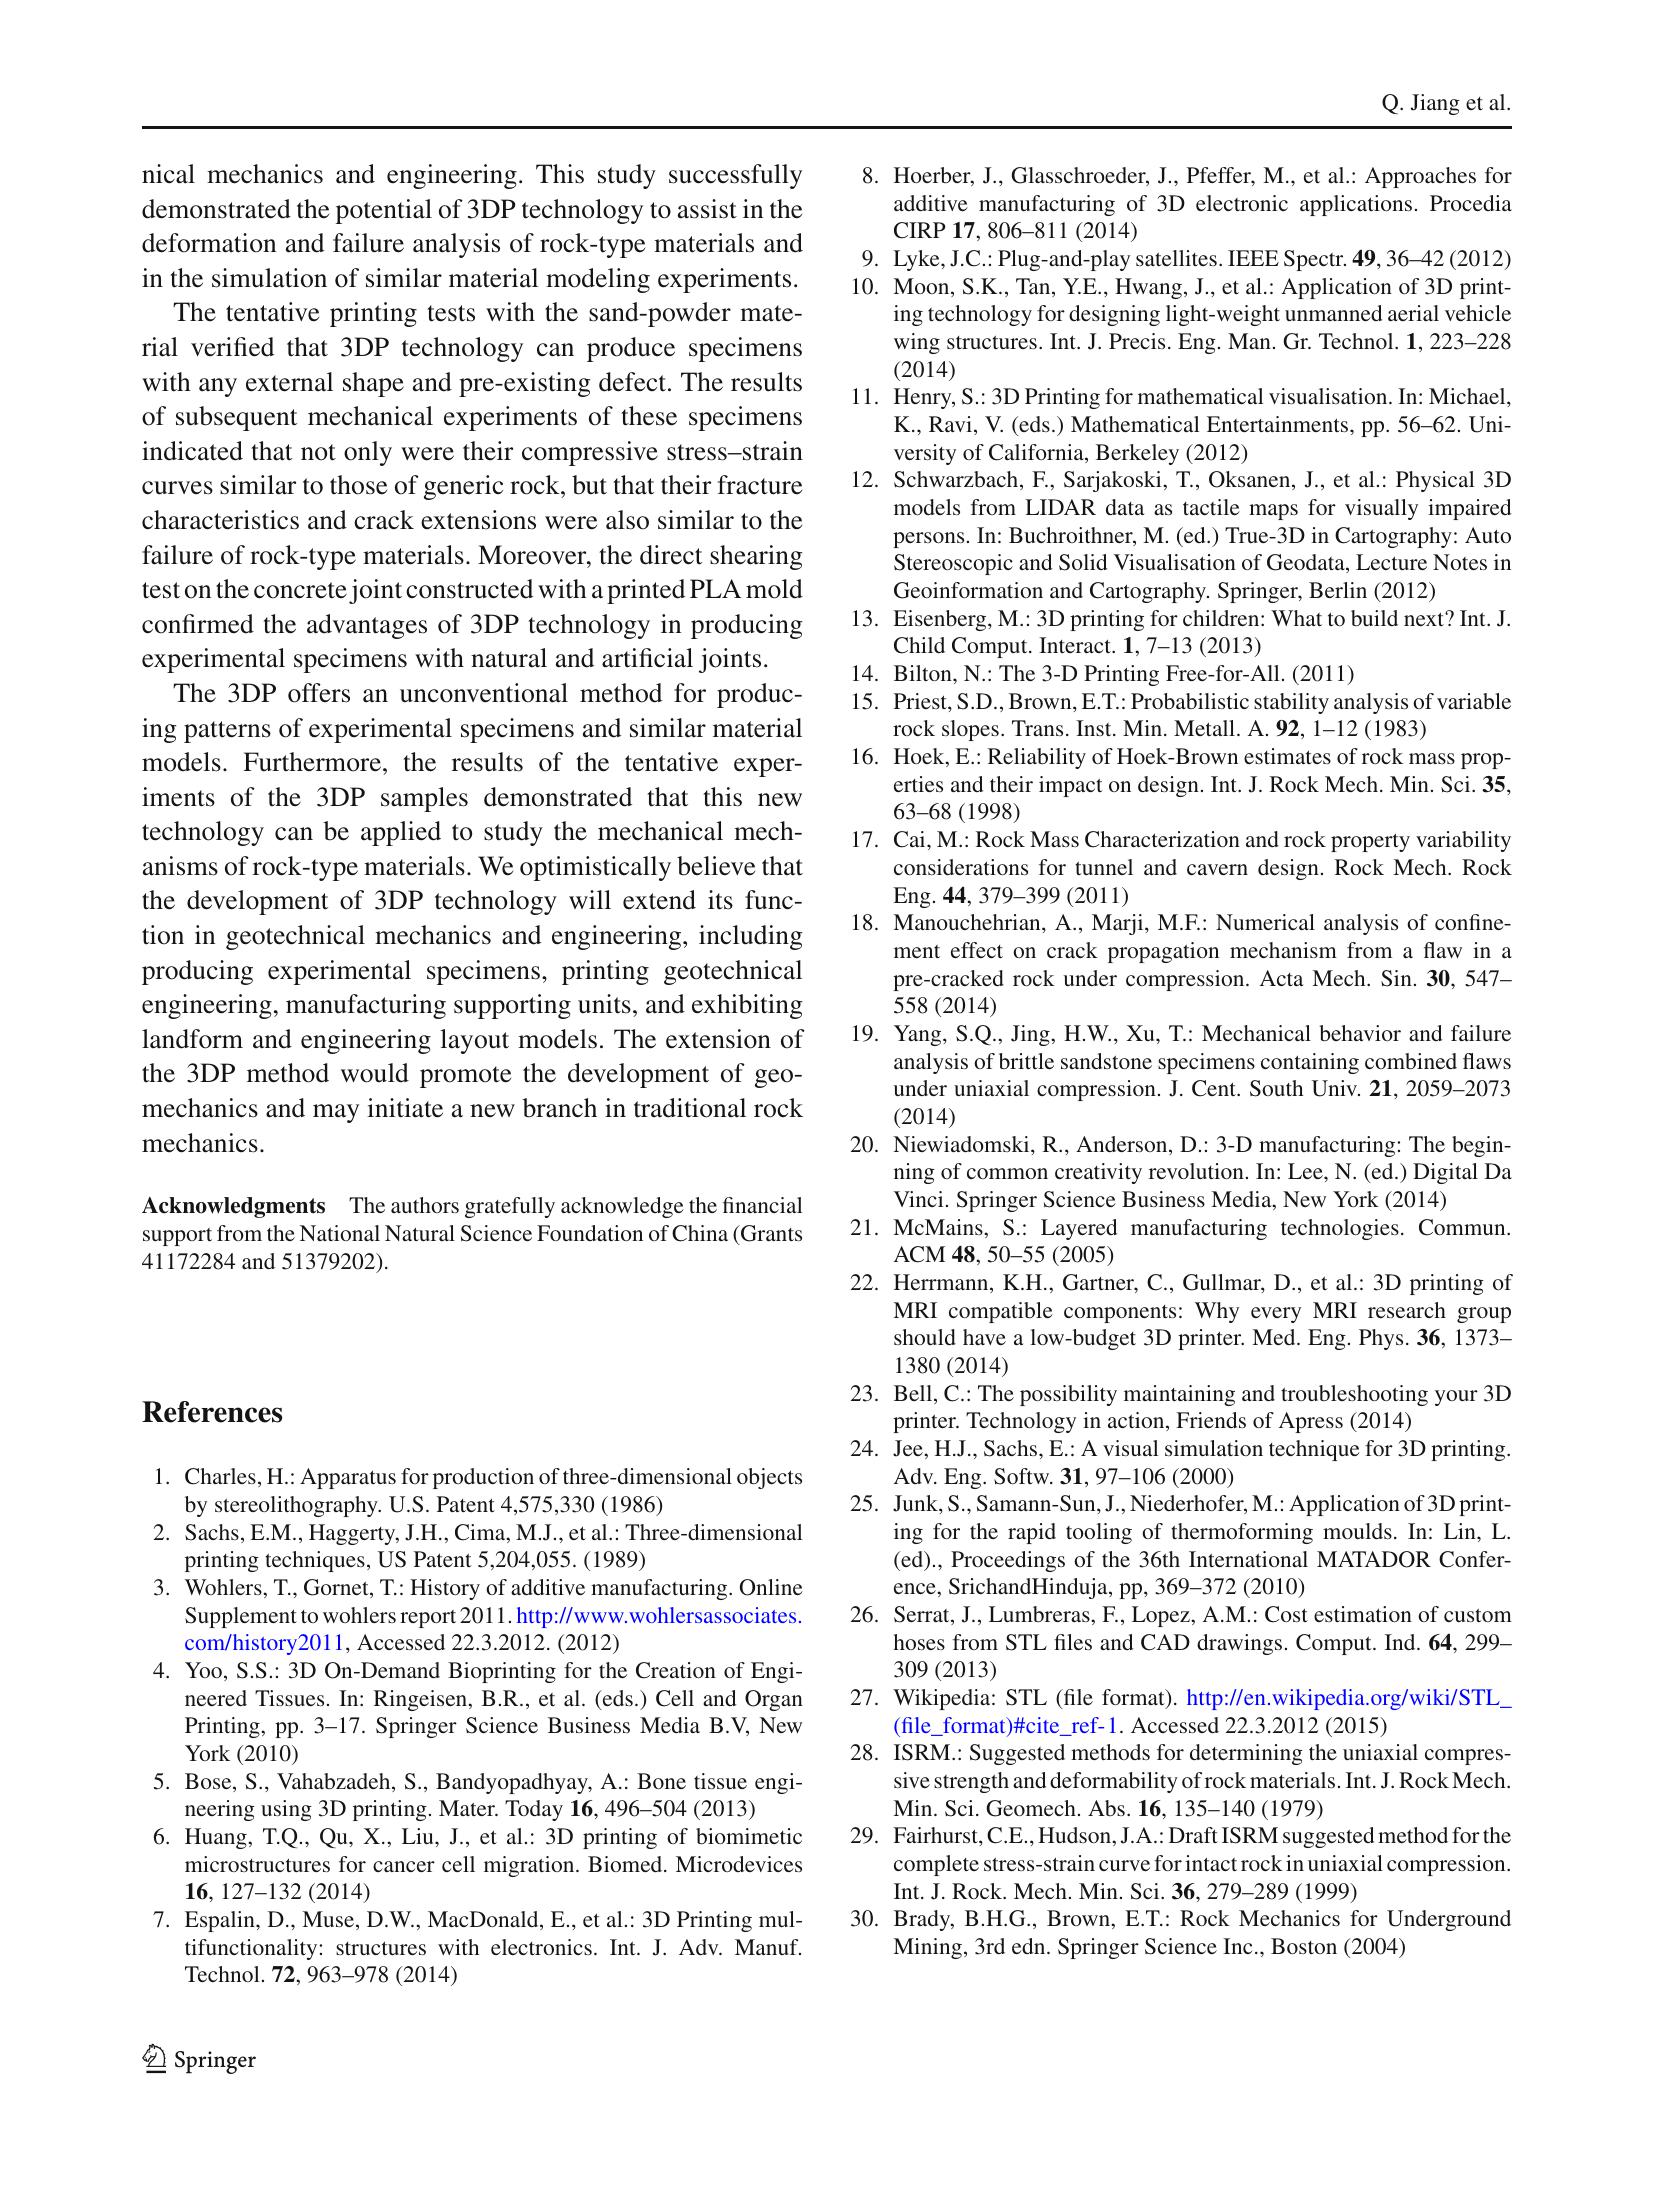 Q. Jiang et al.
nical mechanics and engineering. This study successfully
demonstrated the potential of 3DP technology to assist in the
deformation and failure analysis of rock-type materials and
in the simulation of similar material modeling experiments.
The tentative printing tests with the sand-powder mate-
rial verified that 3DP technology can produce specimens
with any external shape and pre-existing defect. The results
of subsequent mechanical experiments of these specimens
indicated that not only were their compressive stress–strain
curves similar to those of generic rock, but that their fracture
characteristics and crack extensions were also similar to the
failure of rock-type materials. Moreover, the direct shearing
test on the concrete joint constructed with a printed PLA mold
confirmed the advantages of 3DP technology in producing
experimental specimens with natural and artificial joints.
The 3DP offers an unconventional method for produc-
ing patterns of experimental specimens and similar material
models. Furthermore, the results of the tentative exper-
iments of the 3DP samples demonstrated that this new
technology can be applied to study the mechanical mech-
anisms of rock-type materials. We optimistically believe that
the development of 3DP technology will extend its func-
tion in geotechnical mechanics and engineering, including
producing experimental specimens, printing geotechnical
engineering, manufacturing supporting units, and exhibiting
landform and engineering layout models. The extension of
the 3DP method would promote the development of geo-
mechanics and may initiate a new branch in traditional rock
mechanics.
Acknowledgments The authors gratefully acknowledge the financial
support from the National Natural Science Foundation of China (Grants
41172284 and 51379202).
References
1. Charles, H.: Apparatus for production of three-dimensional objects
by stereolithography. U.S. Patent 4,575,330 (1986)
2. Sachs, E.M., Haggerty, J.H., Cima, M.J., et al.: Three-dimensional
printing techniques, US Patent 5,204,055. (1989)
3. Wohlers, T., Gornet, T.: History of additive manufacturing. Online
Supplement to wohlers report 2011. http://www.wohlersassociates.
com/history2011, Accessed 22.3.2012. (2012)
4. Yoo, S.S.: 3D On-Demand Bioprinting for the Creation of Engi-
neered Tissues. In: Ringeisen, B.R., et al. (eds.) Cell and Organ
Printing, pp. 3–17. Springer Science Business Media B.V, New
York (2010)
5. Bose, S., Vahabzadeh, S., Bandyopadhyay, A.: Bone tissue engi-
neering using 3D printing. Mater. Today 16, 496–504 (2013)
6. Huang, T.Q., Qu, X., Liu, J., et al.: 3D printing of biomimetic
microstructures for cancer cell migration. Biomed. Microdevices
16, 127–132 (2014)
7. Espalin, D., Muse, D.W., MacDonald, E., et al.: 3D Printing mul-
tifunctionality: structures with electronics. Int. J. Adv. Manuf.
Technol. 72, 963–978 (2014)
8. Hoerber, J., Glasschroeder, J., Pfeffer, M., et al.: Approaches for
additive manufacturing of 3D electronic applications. Procedia
CIRP 17, 806–811 (2014)
9. Lyke, J.C.: Plug-and-play satellites. IEEE Spectr. 49, 36–42 (2012)
10. Moon, S.K., Tan, Y.E., Hwang, J., et al.: Application of 3D print-
ing technology for designing light-weight unmanned aerial vehicle
wing structures. Int. J. Precis. Eng. Man. Gr. Technol. 1, 223–228
(2014)
11. Henry, S.: 3D Printing for mathematical visualisation. In: Michael,
K., Ravi, V. (eds.) Mathematical Entertainments, pp. 56–62. Uni-
versity of California, Berkeley (2012)
12. Schwarzbach, F., Sarjakoski, T., Oksanen, J., et al.: Physical 3D
models from LIDAR data as tactile maps for visually impaired
persons. In: Buchroithner, M. (ed.) True-3D in Cartography: Auto
Stereoscopic and Solid Visualisation of Geodata, Lecture Notes in
Geoinformation and Cartography. Springer, Berlin (2012)
13. Eisenberg, M.: 3D printing for children: What to build next? Int. J.
Child Comput. Interact. 1, 7–13 (2013)
14. Bilton, N.: The 3-D Printing Free-for-All. (2011)
15. Priest, S.D., Brown, E.T.: Probabilistic stability analysis of variable
rock slopes. Trans. Inst. Min. Metall. A. 92, 1–12 (1983)
16. Hoek, E.: Reliability of Hoek-Brown estimates of rock mass prop-
erties and their impact on design. Int. J. Rock Mech. Min. Sci. 35,
63–68 (1998)
17. Cai, M.: Rock Mass Characterization and rock property variability
considerations for tunnel and cavern design. Rock Mech. Rock
Eng. 44, 379–399 (2011)
18. Manouchehrian, A., Marji, M.F.: Numerical analysis of confine-
ment effect on crack propagation mechanism from a flaw in a
pre-cracked rock under compression. Acta Mech. Sin. 30, 547–
558 (2014)
19. Yang, S.Q., Jing, H.W., Xu, T.: Mechanical behavior and failure
analysis of brittle sandstone specimens containing combined flaws
under uniaxial compression. J. Cent. South Univ. 21, 2059–2073
(2014)
20. Niewiadomski, R., Anderson, D.: 3-D manufacturing: The begin-
ning of common creativity revolution. In: Lee, N. (ed.) Digital Da
Vinci. Springer Science Business Media, New York (2014)
21. McMains, S.: Layered manufacturing technologies. Commun.
ACM 48, 50–55 (2005)
22. Herrmann, K.H., Gartner, C., Gullmar, D., et al.: 3D printing of
MRI compatible components: Why every MRI research group
should have a low-budget 3D printer. Med. Eng. Phys. 36, 1373–
1380 (2014)
23. Bell, C.: The possibility maintaining and troubleshooting your 3D
printer. Technology in action, Friends of Apress (2014)
24. Jee, H.J., Sachs, E.: A visual simulation technique for 3D printing.
Adv. Eng. Softw. 31, 97–106 (2000)
25. Junk, S., Samann-Sun, J., Niederhofer, M.: Application of 3D print-
ing for the rapid tooling of thermoforming moulds. In: Lin, L.
(ed)., Proceedings of the 36th International MATADOR Confer-
ence, SrichandHinduja, pp, 369–372 (2010)
26. Serrat, J., Lumbreras, F., Lopez, A.M.: Cost estimation of custom
hoses from STL files and CAD drawings. Comput. Ind. 64, 299–
309 (2013)
27. Wikipedia: STL (file format). http://en.wikipedia.org/wiki/STL_
(file_format)#cite_ref-1. Accessed 22.3.2012 (2015)
28. ISRM.: Suggested methods for determining the uniaxial compres-
sive strength and deformability of rock materials. Int. J. Rock Mech.
Min. Sci. Geomech. Abs. 16, 135–140 (1979)
29. Fairhurst, C.E., Hudson, J.A.: Draft ISRM suggested method for the
complete stress-strain curve for intact rock in uniaxial compression.
Int. J. Rock. Mech. Min. Sci. 36, 279–289 (1999)
30. Brady, B.H.G., Brown, E.T.: Rock Mechanics for Underground
Mining, 3rd edn. Springer Science Inc., Boston (2004)
Springer